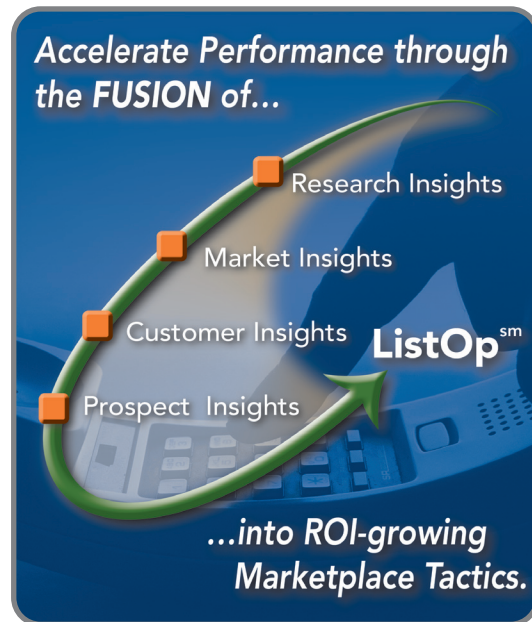 Accelerate Performance through
the FUSION of...
Research Insights
Market Insights
Customer Insights
ListOp℠
Prospect Insights
...into ROI-growing
Marketplace Tactics.